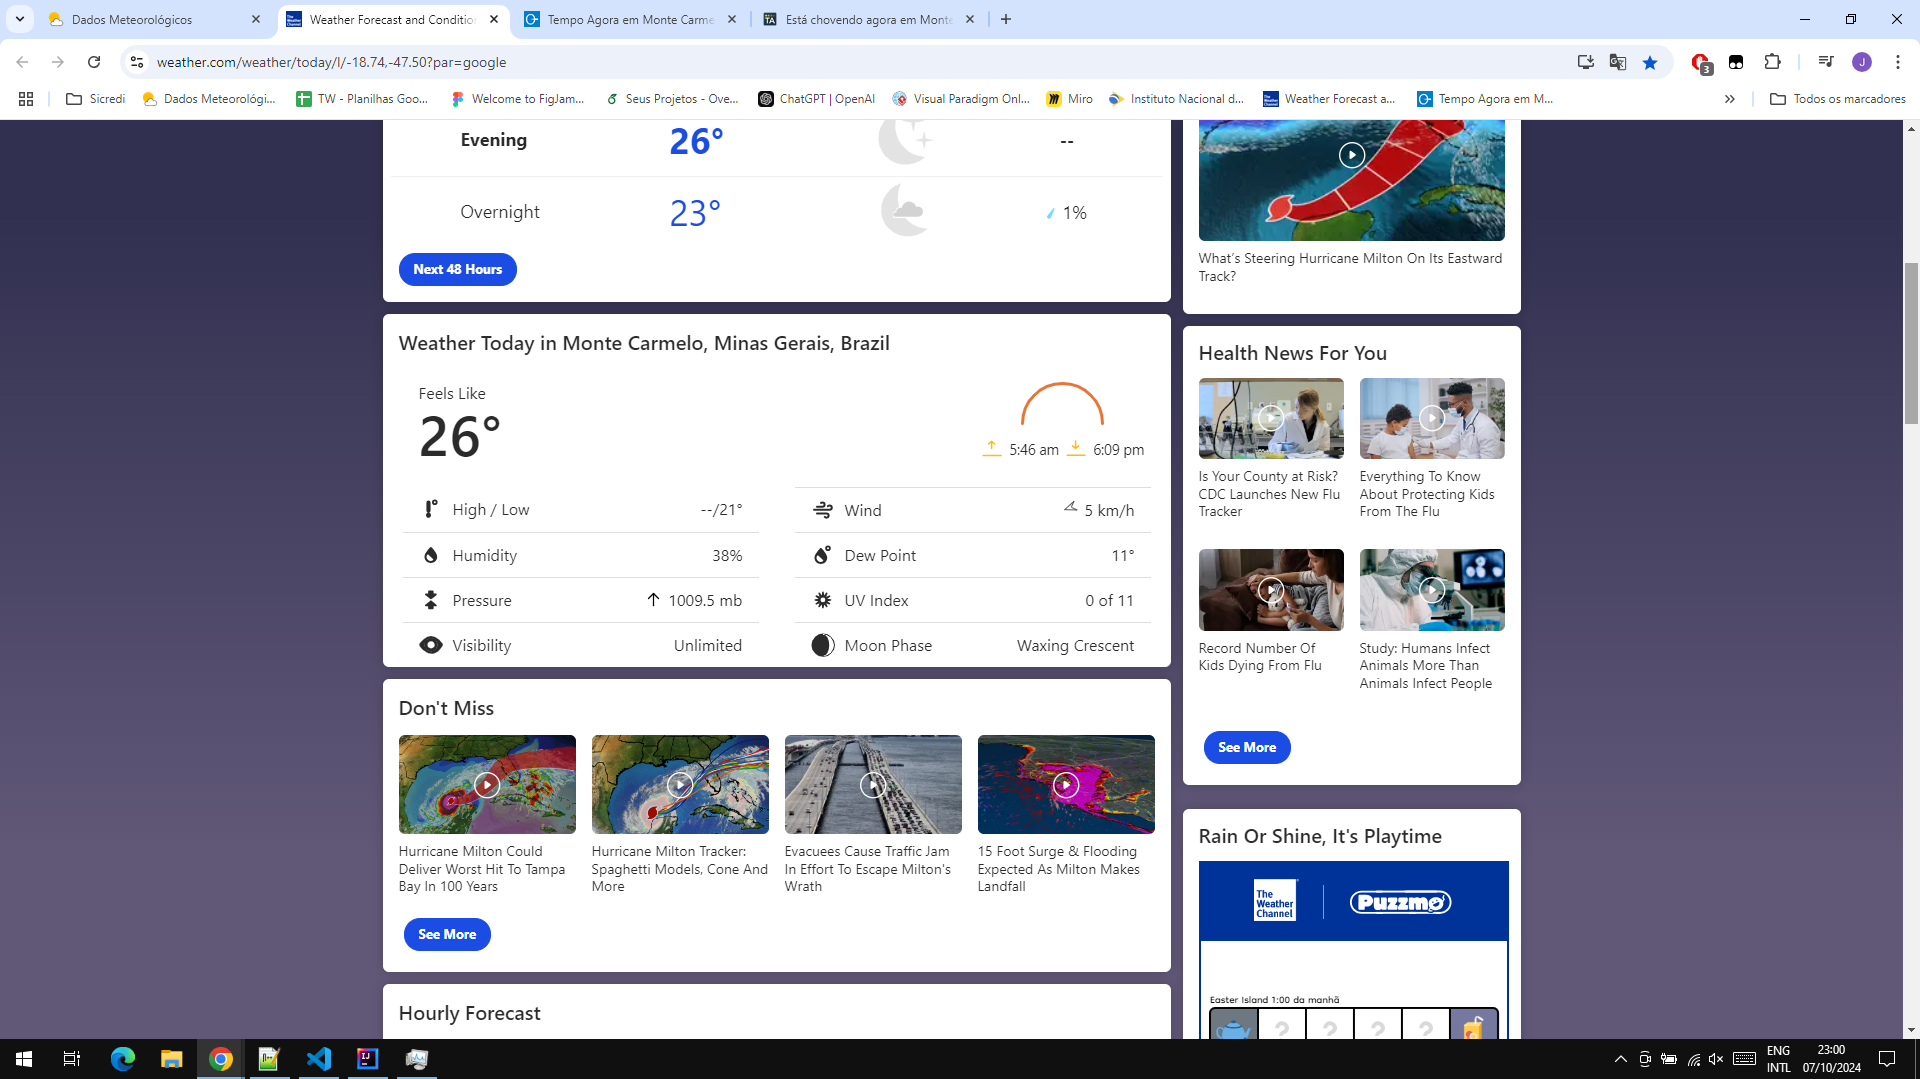 Dados Meteorológicos
Weather Forecast and Conditio
Tempo Agora em Monte Carme
Está chovendo agora em Monte
weather.com/weather/today/l/-18.74,-47.50?par=google
3
J
Sicredi
Dados Meteorológi...
TW - Planilhas Goo...
Welcome to FigJam...
Seus Projetos - Ove...
ChatGPT | OpenAI
Visual Paradigm Onl...
Miro
Instituto Nacional d...
Weather Forecast a...
Tempo Agora em M...
Todos os marcadores
Evening 26° --
Overnight 23° 1%
Next 48 Hours
Weather Today in Monte Carmelo, Minas Gerais, Brazil
Feels Like
26°
5:46 am 6:09 pm
High / Low --/21°
Wind 5 km/h
Humidity 38%
Dew Point 11°
Pressure 1009.5 mb
UV Index 0 of 11
Visibility Unlimited
Moon Phase Waxing Crescent
Don't Miss
Hurricane Milton Could
Deliver Worst Hit To Tampa
Bay In 100 Years
Hurricane Milton Tracker:
Spaghetti Models, Cone And
More
Evacuees Cause Traffic Jam
In Effort To Escape Milton's
Wrath
15 Foot Surge & Flooding
Expected As Milton Makes
Landfall
See More
Hourly Forecast
What's Steering Hurricane Milton On Its Eastward
Track?
Health News For You
Is Your County at Risk?
CDC Launches New Flu
Tracker
Everything To Know
About Protecting Kids
From The Flu
Record Number Of
Kids Dying From Flu
Study: Humans Infect
Animals More Than
Animals Infect People
See More
Rain Or Shine, It's Playtime
The
Weather
Channel
Puzzmo
Easter Island 1:00 da manhã
? ? ? ?
ENG
INTL
23:00
07/10/2024